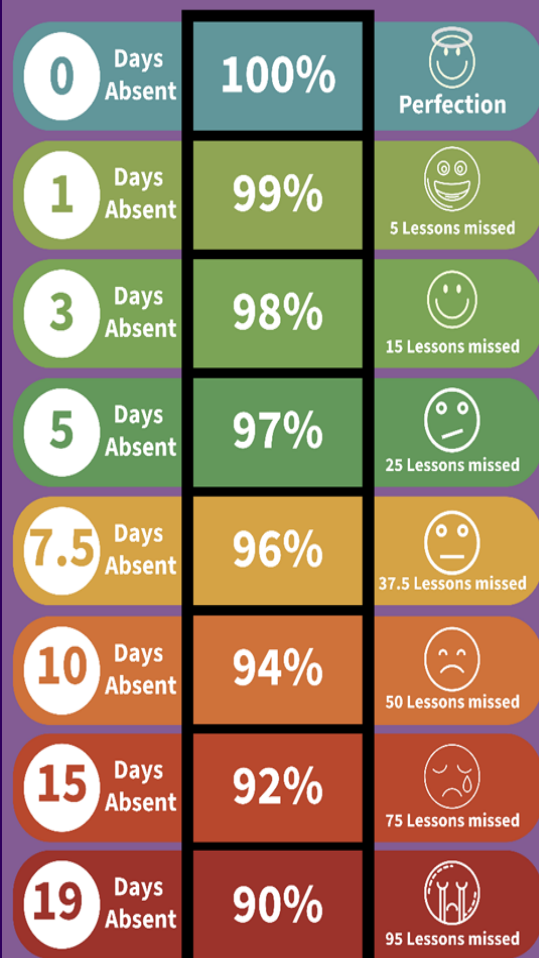 0
Days
Absent
100%
Perfection
1
Days
Absent
99%
5 Lessons missed
3
Days
Absent
98%
15 Lessons missed
5
Days
Absent
97%
25 Lessons missed
7.5
Days
Absent
96%
37.5 Lessons missed
10
Days
Absent
94%
50 Lessons missed
15
Days
Absent
92%
75 Lessons missed
19
Days
Absent
90%
95 Lessons missed